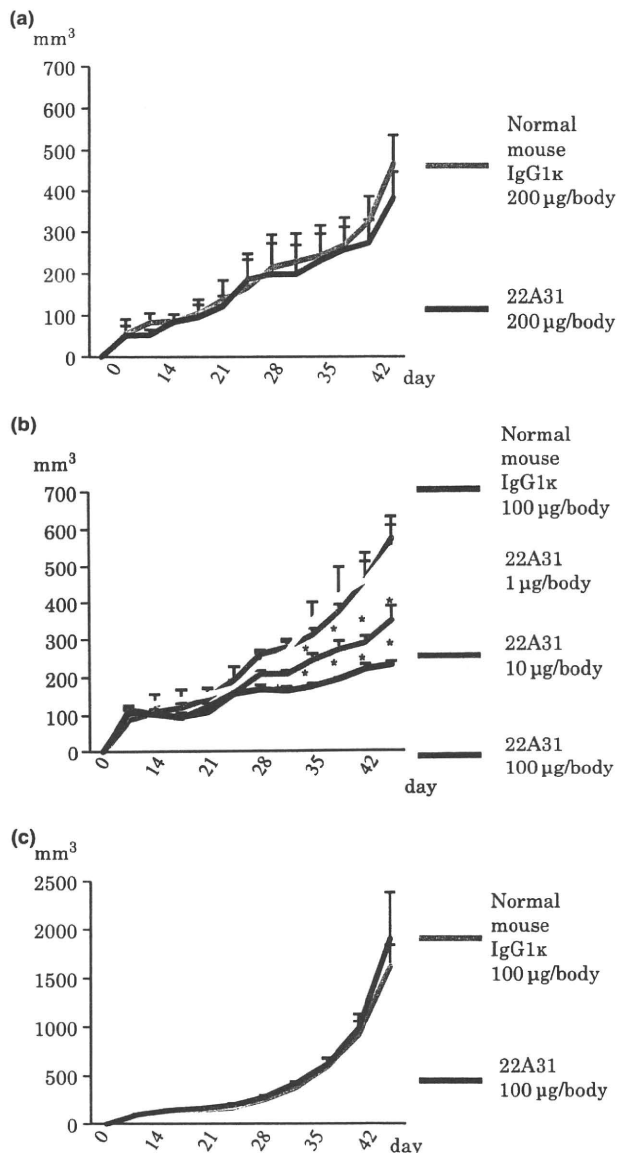 (a)
mm³
700
600
500
400
300
200
100
0
0
14
21
28
35
42
day
Normal
mouse
IgG1κ
200 µg/body
22A31
200 µg/body
(b)
mm³
700
600
500
400
300
200
100
0
0
14
21
28
35
42
day
Normal
mouse
IgG1κ
100 µg/body
22A31
1 µg/body
22A31
10 µg/body
22A31
100 µg/body
* * * * * *
(c)
mm³
2500
2000
1500
1000
500
0
0
14
21
28
35
42
day
Normal
mouse
IgG1κ
100 µg/body
22A31
100 µg/body